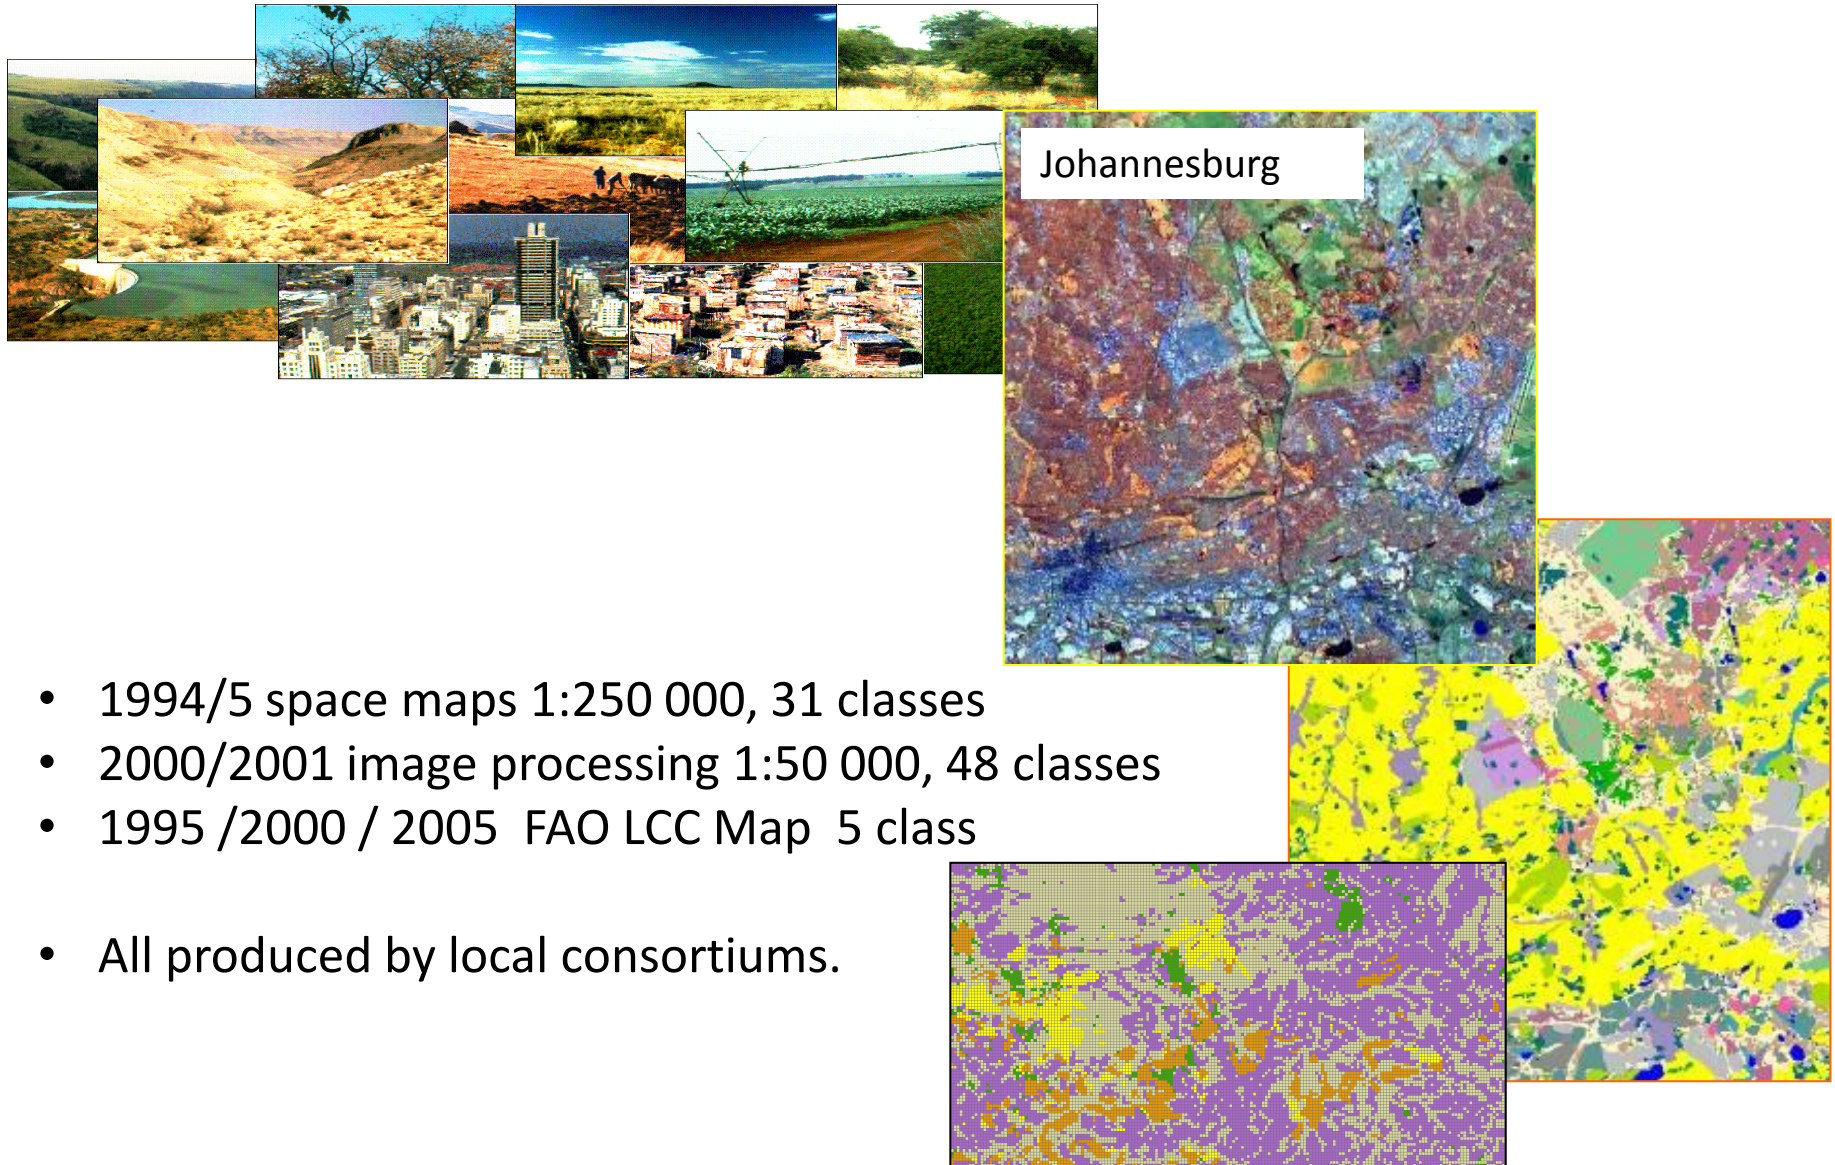 Johannesburg
• 1994/5 space maps 1:250 000, 31 classes
• 2000/2001 image processing 1:50 000, 48 classes
• 1995 /2000 / 2005  FAO LCC Map  5 class
• All produced by local consortiums.